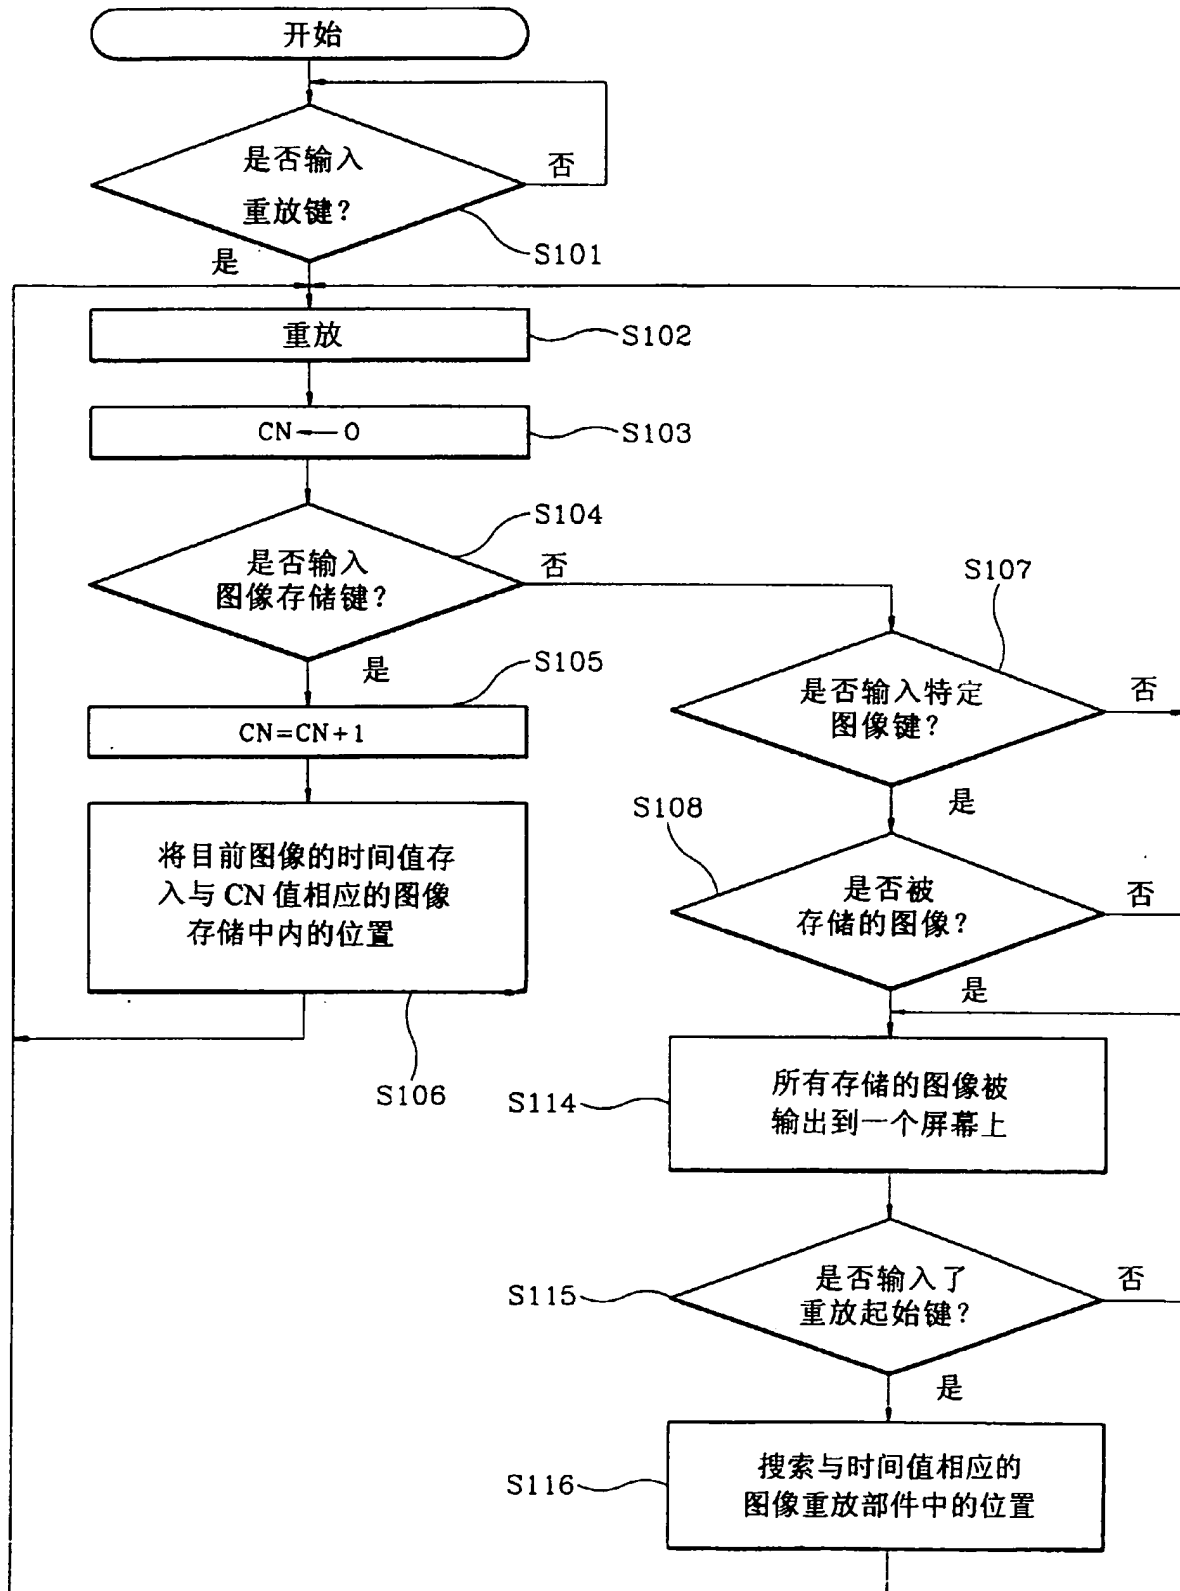 开始
是否输入
重放键?
否
S101
是
重放
S102
CN←0
S103
S104
是否输入
图像存储键?
否
是
S105
CN=CN+1
将目前图像的时间值存
入与CN值相应的图像
存储中内的位置
S106
S107
是否输入特定
图像键?
否
是
S108
是否被
存储的图像?
否
是
所有存储的图像被
输出到一个屏幕上
S114
是否输入了
重放起始键?
否
S115
是
搜索与时间值相应的
图像重放部件中的位置
S116